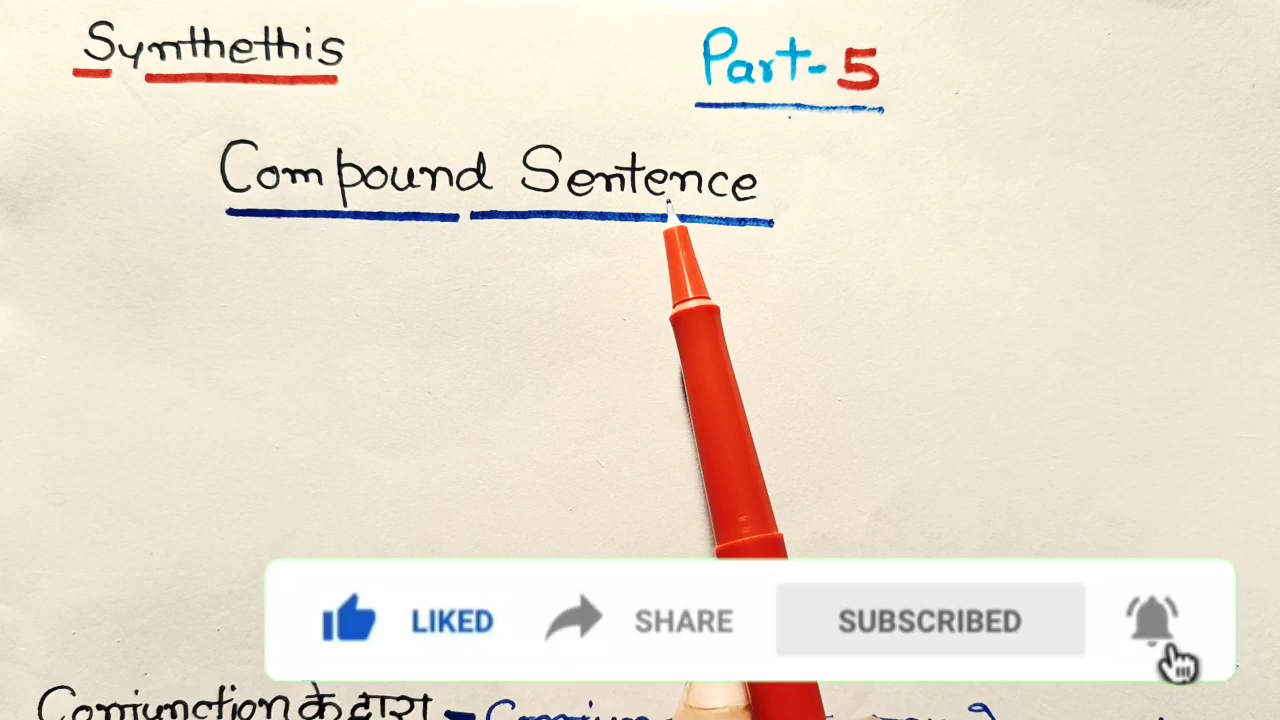 Synthethis Part-5
Compound Sentence
LIKED SHARE SUBSCRIBED
Conjunction के द्वारा -